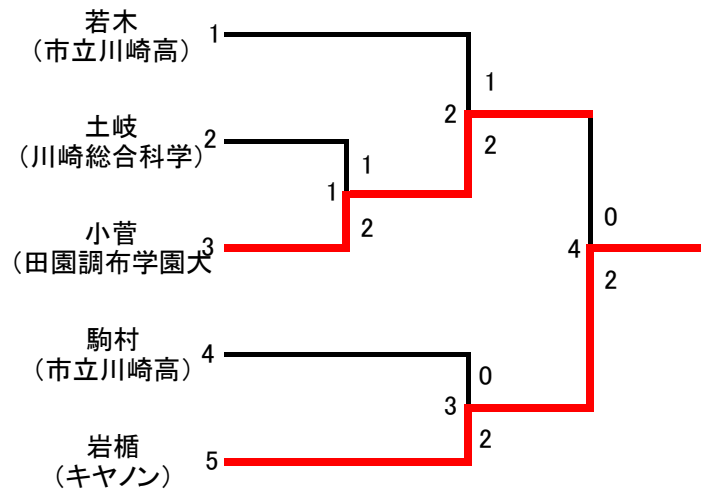 若木
（市立川崎高）
1
1
2
2
土岐
（川崎総合科学）
2
1
1
2
小菅
（田園調布学園大
3
0
4
2
駒村
（市立川崎高）
4
0
3
2
岩楯
（キヤノン）
5